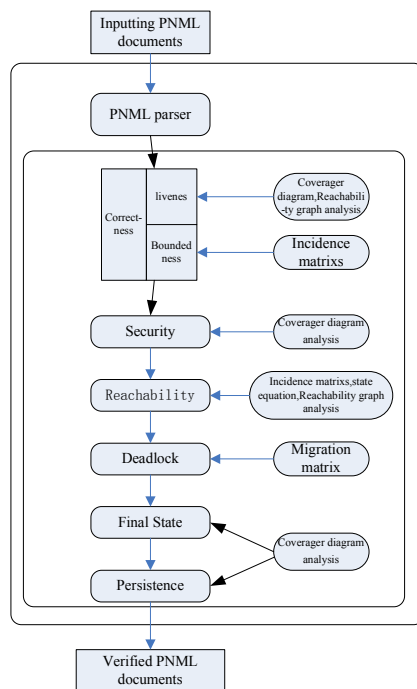 Inputting PNML
documents
PNML parser
Correct-
ness
livenes
Bounded
ness
Coverager
diagram,Reachabili
-ty graph analysis
Incidence
matrixs
Security
Coverager diagram
analysis
Reachability
Incidence matrixs,state
equation,Reachability graph
analysis
Deadlock
Migration
matrix
Final State
Coverager diagram
analysis
Persistence
Verified PNML
documents